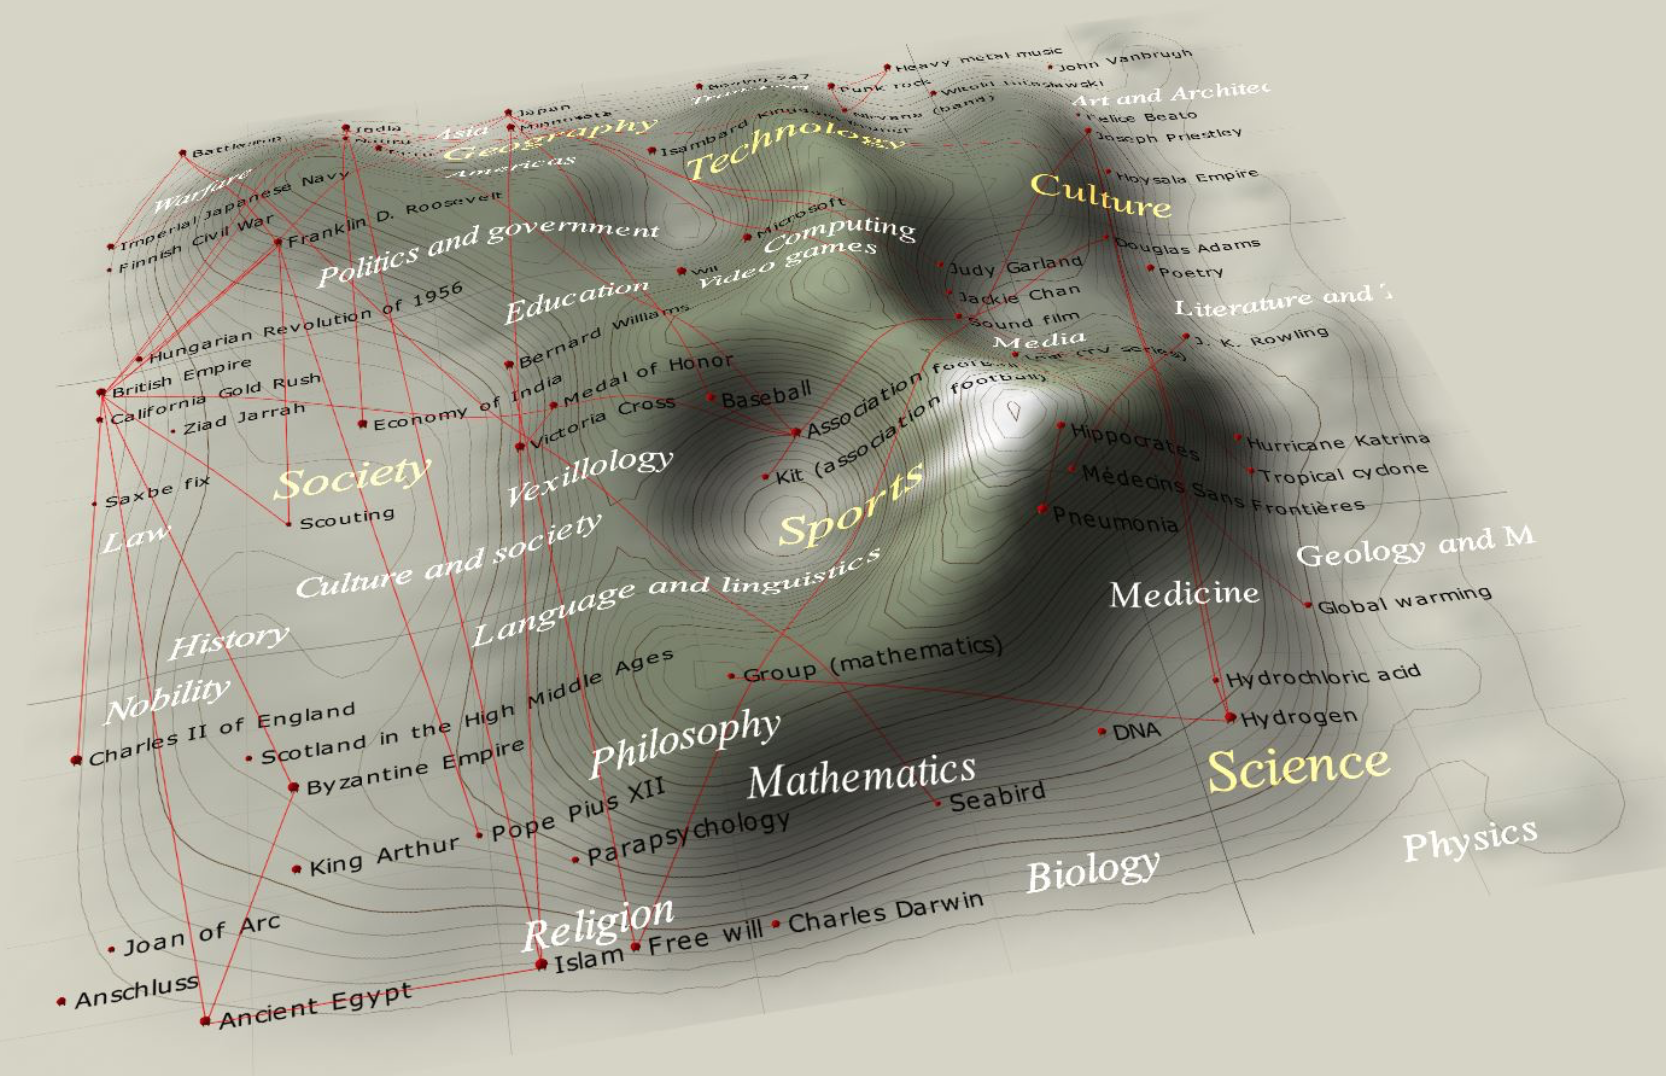 Heavy metal music
John Vanbrugh
Punk rock
Witold Lutosławski
Art and Architec
Nirvana (band)
Japan
Minnesota
India
Asia
Geography
Americas
Technology
Felice Beato
Joseph Priestley
Hoysala Empire
Culture
Warfare
Imperial Japanese Navy
Finnish Civil War
Franklin D. Roosevelt
Politics and government
Microsoft
Computing
Video games
Wii
Education
Douglas Adams
Poetry
Judy Garland
Jackie Chan
Sound film
Media
Literature and
J. K. Rowling
Hungarian Revolution of 1956
British Empire
California Gold Rush
Ziad Jarrah
Bernard Williams
Economy of India
Medal of Honor
Victoria Cross
Baseball
Association football
Kit (association football)
Hippocrates
Hurricane Katrina
Tropical cyclone
Médecins Sans Frontières
Pneumonia
Society
Vexillology
Sports
Saxbe fix
Scouting
Law
Culture and society
Language and linguistics
Geology and M
Medicine
Global warming
History
Nobility
Group (mathematics)
Hydrochloric acid
Hydrogen
DNA
Charles II of England
Scotland in the High Middle Ages
Byzantine Empire
Philosophy
Mathematics
Science
Seabird
Pope Pius XII
King Arthur
Parapsychology
Physics
Biology
Religion
Islam
Free will
Charles Darwin
Joan of Arc
Anschluss
Ancient Egypt